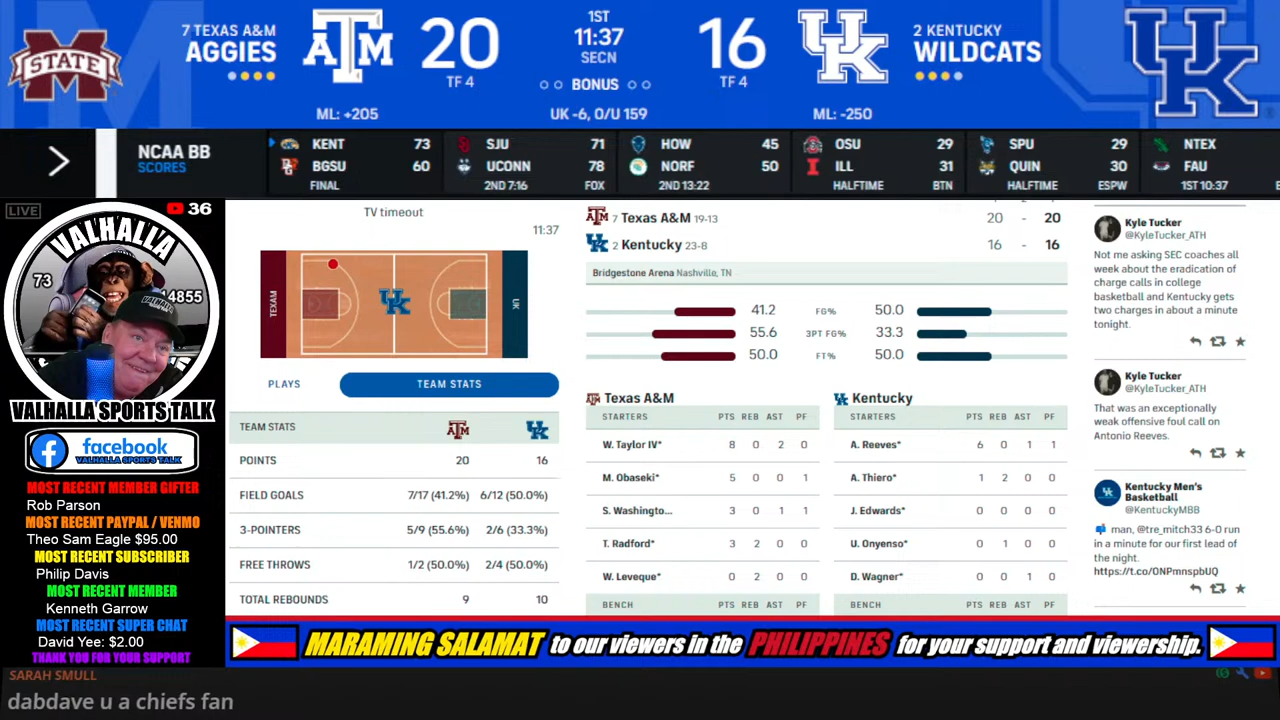 7 TEXAS A&M
AGGIES
20
TF 4
ML: +205
1ST
11:37
SECN
BONUS
UK -6, O/U 159
16
TF 4
ML: -250
2 KENTUCKY
WILDCATS
STATE
NCAA BB
SCORES
KENT 73
BGSU 60
FINAL
SJU 71
UCONN 78
2ND 7:16 FOX
HOW 45
NORF 50
2ND 13:22
OSU 29
ILL 31
HALFTIME BTN
SPU 29
QUIN 30
HALFTIME ESPW
NTEX
FAU
1ST 10:37
LIVE
36
VALHALLA
73
14855
VALHALLA SPORTS TALK
facebook
VALHALLA SPORTS TALK
MOST RECENT MEMBER GIFTER
Rob Parson
MOST RECENT PAYPAL / VENMO
Theo Sam Eagle $95.00
MOST RECENT SUBSCRIBER
Philip Davis
MOST RECENT MEMBER
Kenneth Garrow
MOST RECENT SUPER CHAT
David Yee: $2.00
THANK YOU FOR YOUR SUPPORT
TV timeout
11:37
TEXAM
UK
PLAYS
TEAM STATS
TEAM STATS
POINTS 20 16
FIELD GOALS 7/17 (41.2%) 6/12 (50.0%)
3-POINTERS 5/9 (55.6%) 2/6 (33.3%)
FREE THROWS 1/2 (50.0%) 2/4 (50.0%)
TOTAL REBOUNDS 9 10
7 Texas A&M 19-13 20 - 20
2 Kentucky 23-8 16 - 16
Bridgestone Arena Nashville, TN
41.2 FG% 50.0
55.6 3PT FG% 33.3
50.0 FT% 50.0
Texas A&M
STARTERS PTS REB AST PF
W. Taylor IV* 8 0 2 0
M. Obaseki* 5 0 0 1
S. Washingto... 3 0 1 1
T. Radford* 3 2 0 0
W. Leveque* 0 2 0 0
BENCH PTS REB AST PF
Kentucky
STARTERS PTS REB AST PF
A. Reeves* 6 0 1 1
A. Thiero* 1 2 0 0
J. Edwards* 0 0 0 0
U. Onyenso* 0 1 0 0
D. Wagner* 0 0 1 0
BENCH PTS REB AST PF
Kyle Tucker
@KyleTucker_ATH
Not me asking SEC coaches all
week about the eradication of
charge calls in college
basketball and Kentucky gets
two charges in about a minute
tonight.
Kyle Tucker
@KyleTucker_ATH
That was an exceptionally
weak offensive foul call on
Antonio Reeves.
Kentucky Men's
Basketball
@KentuckyMBB
man, @tre_mitch33 6-0 run
in a minute for our first lead of
the night.
https://t.co/ONPmnspbUQ
MARAMING SALAMAT to our viewers in the PHILIPPINES for your support and viewership.
SARAH SMULL
dabdave u a chiefs fan